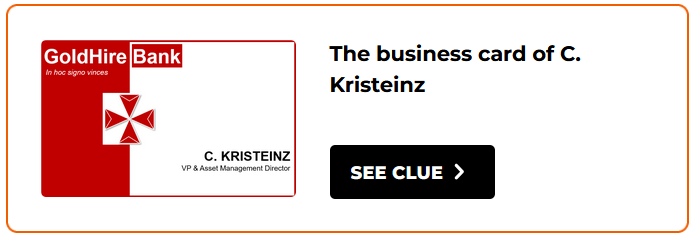 GoldHire Bank
In hoc signo vinces
C. KRISTEINZ
VP & Asset Management Director
The business card of C.
Kristeinz
SEE CLUE